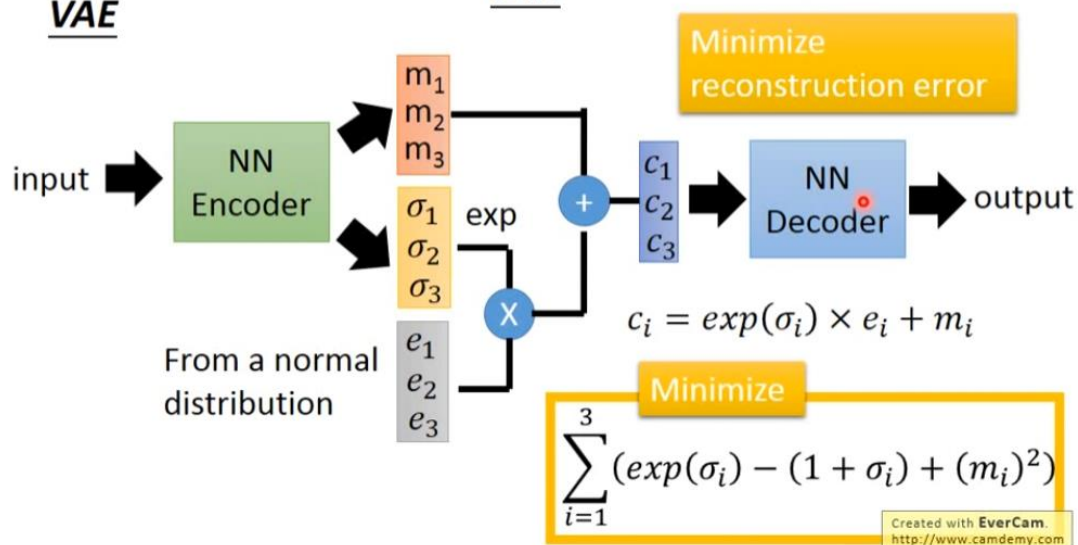 VAE
Minimize
reconstruction error
input
NN
Encoder
m₁
m₂
m₃
σ₁
σ₂
σ₃
exp
From a normal
distribution
e₁
e₂
e₃
X
+
c₁
c₂
c₃
NN
Decoder
output
cᵢ = exp(σᵢ) × eᵢ + mᵢ
Minimize
3
∑ (exp(σᵢ) − (1 + σᵢ) + (mᵢ)²)
i=1
Created with EverCam.
http://www.camdemy.com